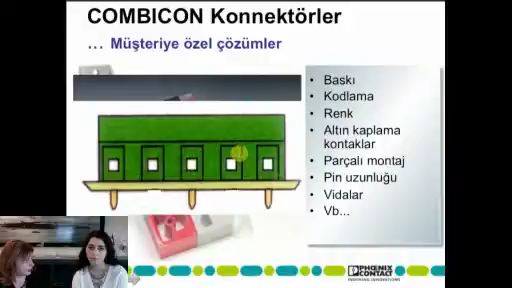 COMBICON Konnektörler
... Müşteriye özel çözümler
• Baskı
• Kodlama
• Renk
• Altın kaplama
kontaklar
• Parçalı montaj
• Pin uzunluğu
• Vidalar
• Vb...
PHŒNIX
CONTACT
INSPIRING INNOVATIONS